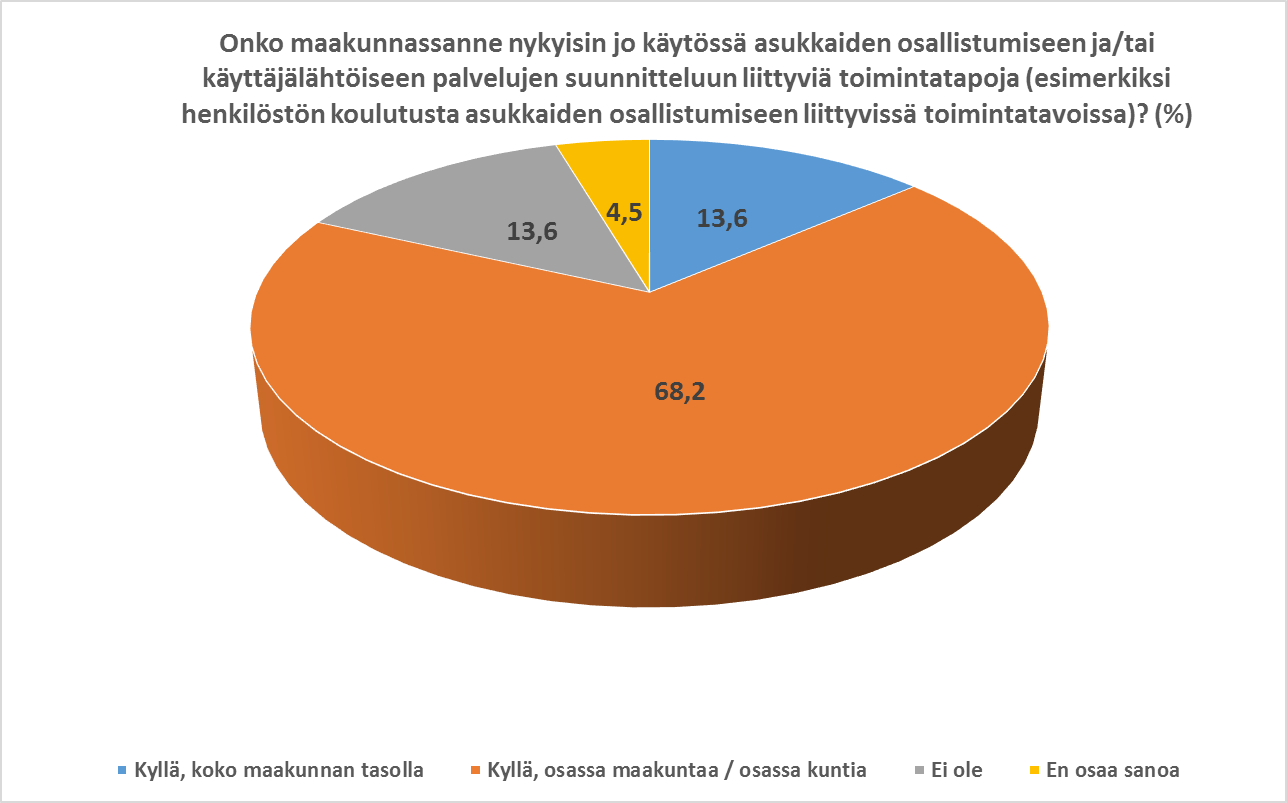 Onko maakunnassanne nykyisin jo käytössä asukkaiden osallistumiseen ja/tai
käyttäjälähtöiseen palvelujen suunnitteluun liittyviä toimintatapoja (esimerkiksi
henkilöstön koulutusta asukkaiden osallistumiseen liittyvissä toimintatavoissa)? (%)
4,5
13,6
13,6
68,2
Kyllä, koko maakunnan tasolla Kyllä, osassa maakuntaa / osassa kuntia Ei ole En osaa sanoa